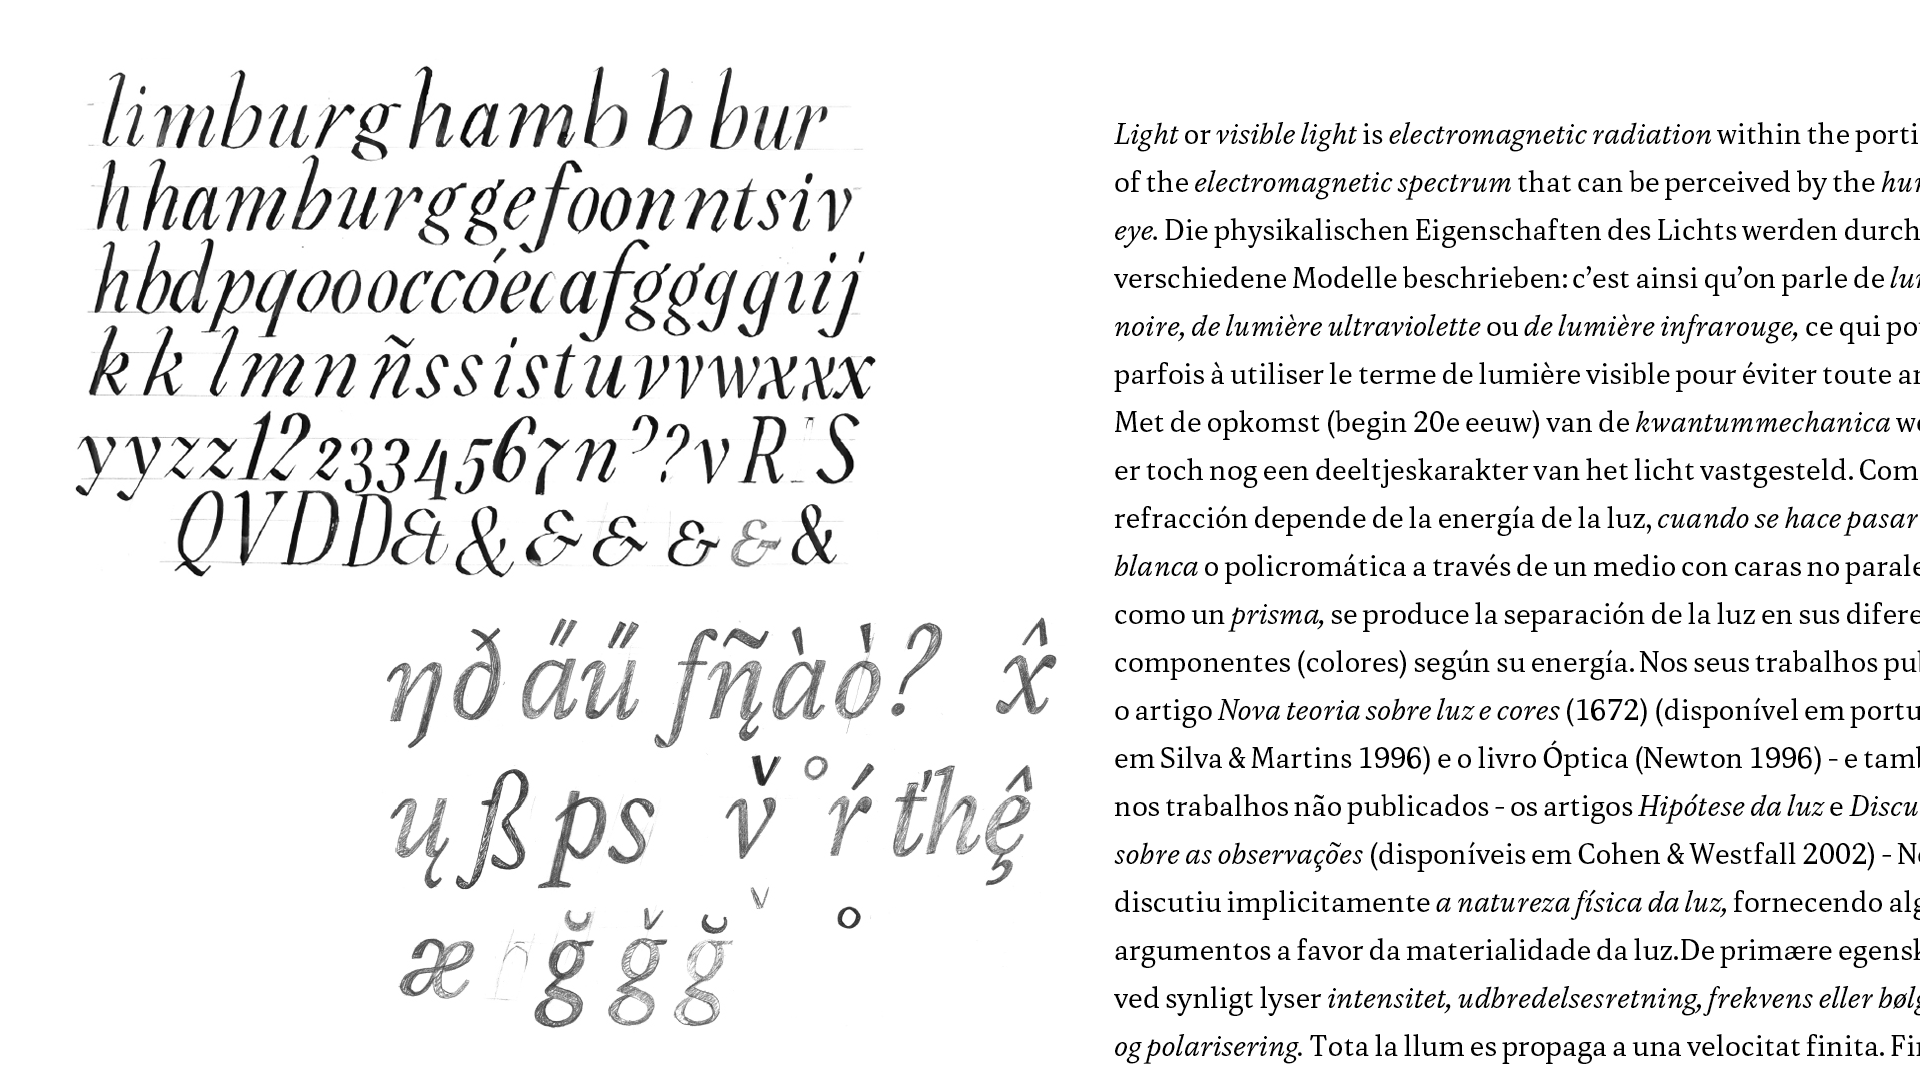 limburghamb b bur
hhamburggefoonntsiv
hbdpqooocccóècafggggıij
k k lmnñssistuvvwxxx
yyzz122334567n??vR"S
QVDD&&&&&&&
ŋð a̋ű fñ̨àò? x̂
ų ß ps v̌ ° ŕ ťhę̂
æ n ğǧğ ˇ °
Light or visible light is electromagnetic radiation within the porti
of the electromagnetic spectrum that can be perceived by the hu
eye. Die physikalischen Eigenschaften des Lichts werden durch
verschiedene Modelle beschrieben: c’est ainsi qu’on parle de lu
noire, de lumière ultraviolette ou de lumière infrarouge, ce qui po
parfois à utiliser le terme de lumière visible pour éviter toute a
Met de opkomst (begin 20e eeuw) van de kwantummechanica we
er toch nog een deeltjeskarakter van het licht vastgesteld. Com
refracción depende de la energía de la luz, cuando se hace pasar
blanca o policromática a través de un medio con caras no parale
como un prisma, se produce la separación de la luz en sus difere
componentes (colores) según su energía. Nos seus trabalhos pu
o artigo Nova teoria sobre luz e cores (1672) (disponível em portu
em Silva & Martins 1996) e o livro Óptica (Newton 1996) - e tamb
nos trabalhos não publicados - os artigos Hipótese da luz e Discu
sobre as observações (disponíveis em Cohen & Westfall 2002) - N
discutiu implicitamente a natureza física da luz, fornecendo alg
argumentos a favor da materialidade da luz.De primære egensk
ved synligt lyser intensitet, udbredelsesretning, frekvens eller bølg
og polarisering. Tota la llum es propaga a una velocitat finita. Fi